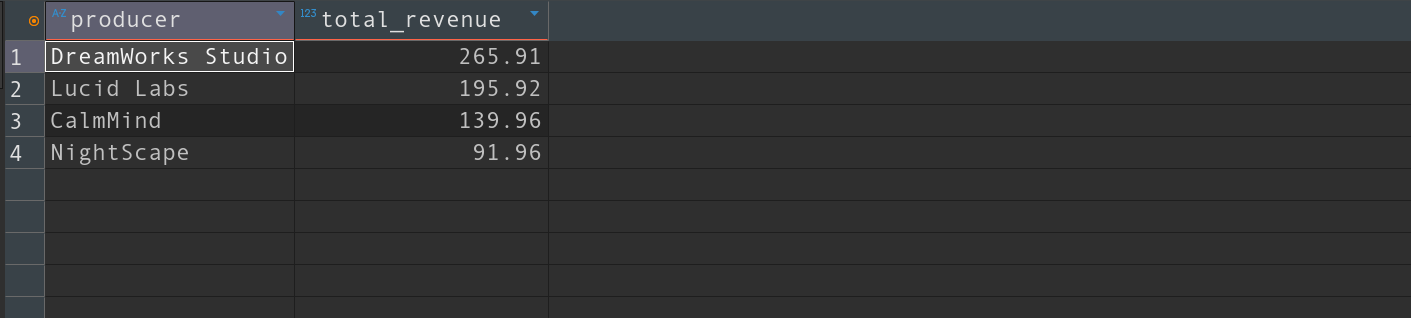 A-Z producer 123 total_revenue
1 DreamWorks Studio 265.91
2 Lucid Labs 195.92
3 CalmMind 139.96
4 NightScape 91.96